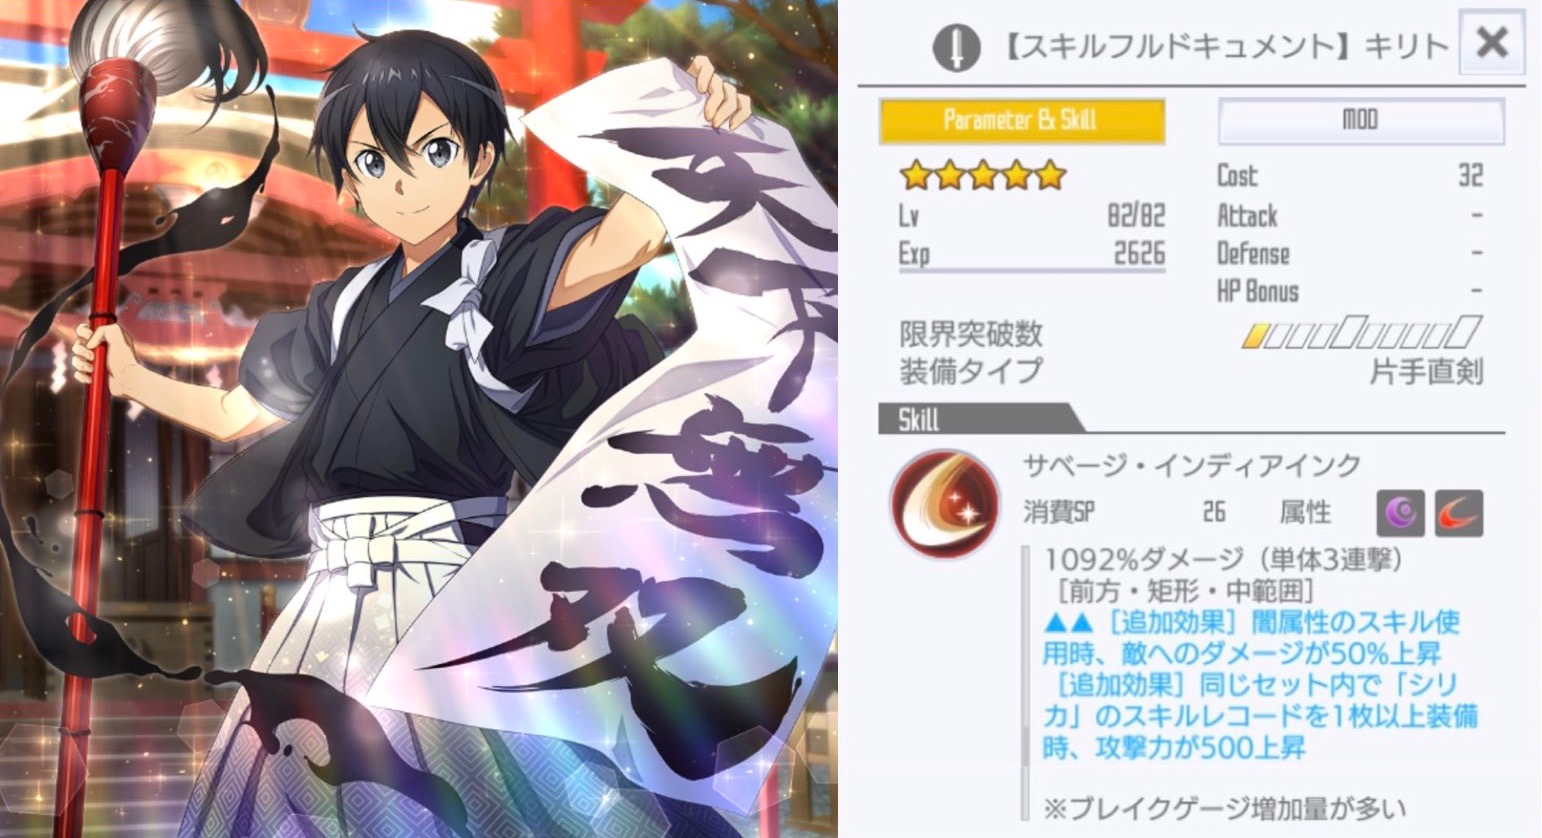 天下無双
【スキルフルドキュメント】キリト
Parameter & Skill
MOD
Cost 32
Lv 82/82
Attack -
Exp 2626
Defense -
HP Bonus -
限界突破数
装備タイプ 片手直剣
Skill
サベージ・インディアインク
消費SP 26 属性
1092%ダメージ（単体3連撃）
［前方・矩形・中範囲］
▲▲［追加効果］闇属性のスキル使
用時、敵へのダメージが50%上昇
［追加効果］同じセット内で「シリ
カ」のスキルレコードを1枚以上装備
時、攻撃力が500上昇
※ブレイクゲージ増加量が多い